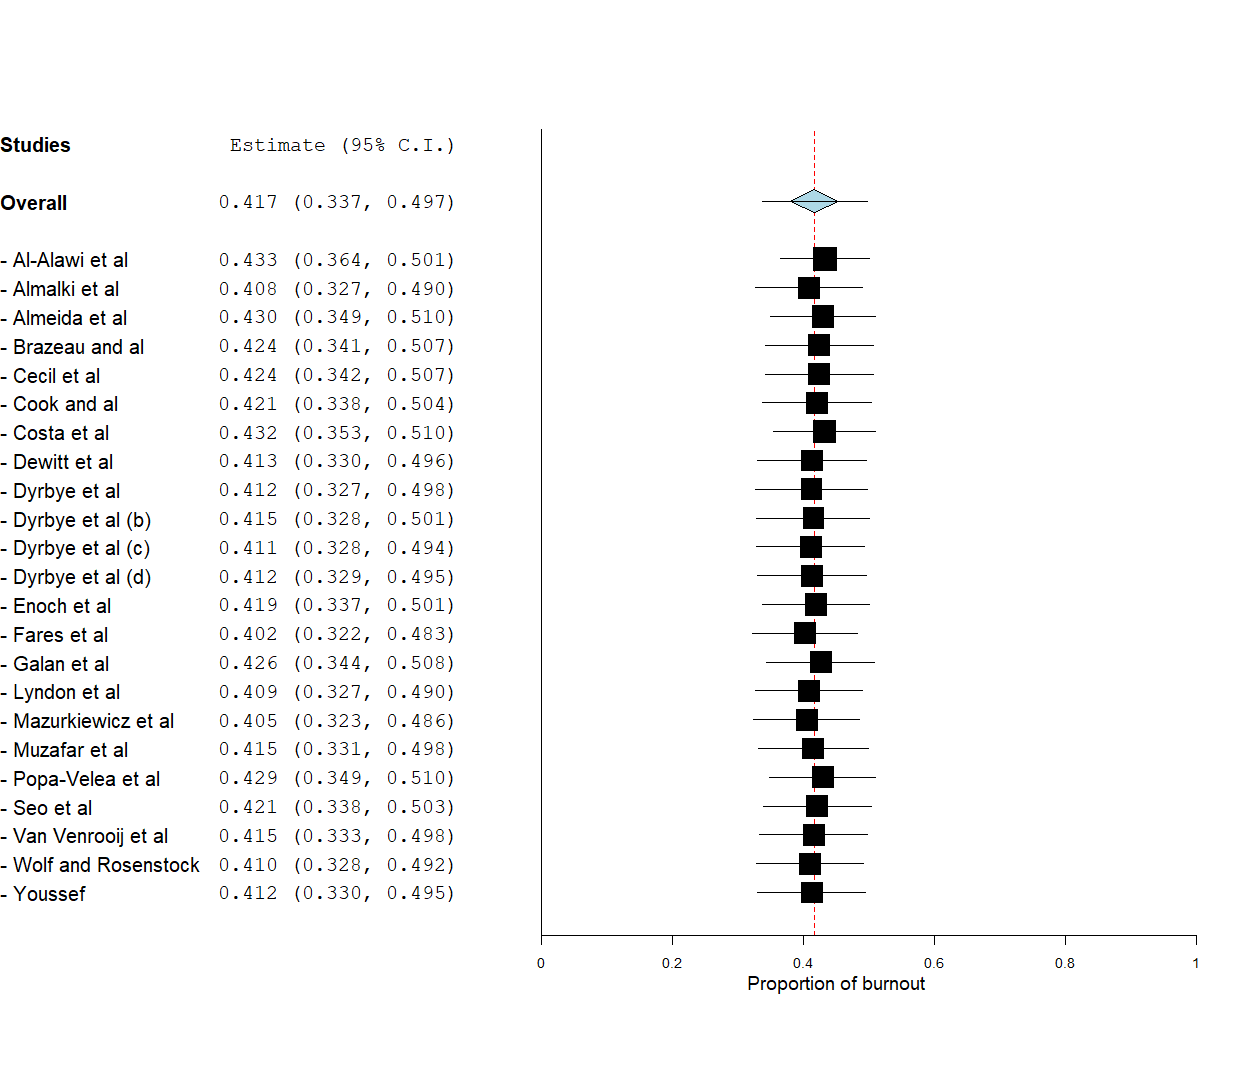 Studies Estimate (95% C.I.)
Overall 0.417 (0.337, 0.497)
- Al-Alawi et al 0.433 (0.364, 0.501)
- Almalki et al 0.408 (0.327, 0.490)
- Almeida et al 0.430 (0.349, 0.510)
- Brazeau and al 0.424 (0.341, 0.507)
- Cecil et al 0.424 (0.342, 0.507)
- Cook and al 0.421 (0.338, 0.504)
- Costa et al 0.432 (0.353, 0.510)
- Dewitt et al 0.413 (0.330, 0.496)
- Dyrbye et al 0.412 (0.327, 0.498)
- Dyrbye et al (b) 0.415 (0.328, 0.501)
- Dyrbye et al (c) 0.411 (0.328, 0.494)
- Dyrbye et al (d) 0.412 (0.329, 0.495)
- Enoch et al 0.419 (0.337, 0.501)
- Fares et al 0.402 (0.322, 0.483)
- Galan et al 0.426 (0.344, 0.508)
- Lyndon et al 0.409 (0.327, 0.490)
- Mazurkiewicz et al 0.405 (0.323, 0.486)
- Muzafar et al 0.415 (0.331, 0.498)
- Popa-Velea et al 0.429 (0.349, 0.510)
- Seo et al 0.421 (0.338, 0.503)
- Van Venrooij et al 0.415 (0.333, 0.498)
- Wolf and Rosenstock 0.410 (0.328, 0.492)
- Youssef 0.412 (0.330, 0.495)
0 0.2 0.4 0.6 0.8 1
Proportion of burnout